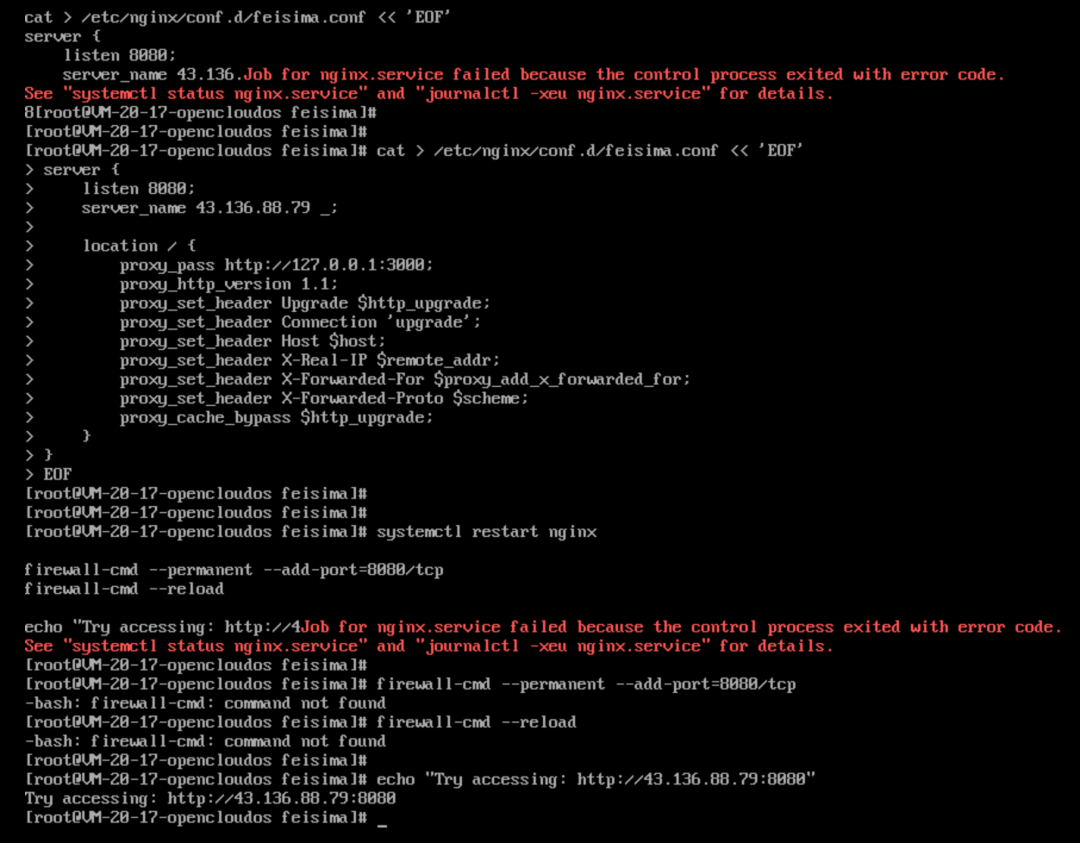 cat > /etc/nginx/conf.d/feisima.conf << 'EOF'
server {
    listen 8080;
    server_name 43.136.Job for nginx.service failed because the control process exited with error code.
See "systemctl status nginx.service" and "journalctl -xeu nginx.service" for details.
8[root@VM-20-17-opencloudos feisima]#
[root@VM-20-17-opencloudos feisima]#
[root@VM-20-17-opencloudos feisima]# cat > /etc/nginx/conf.d/feisima.conf << 'EOF'
> server {
>     listen 8080;
>     server_name 43.136.88.79 _;
>
>     location / {
>         proxy_pass http://127.0.0.1:3000;
>         proxy_http_version 1.1;
>         proxy_set_header Upgrade $http_upgrade;
>         proxy_set_header Connection 'upgrade';
>         proxy_set_header Host $host;
>         proxy_set_header X-Real-IP $remote_addr;
>         proxy_set_header X-Forwarded-For $proxy_add_x_forwarded_for;
>         proxy_set_header X-Forwarded-Proto $scheme;
>         proxy_cache_bypass $http_upgrade;
>     }
> }
> EOF
[root@VM-20-17-opencloudos feisima]#
[root@VM-20-17-opencloudos feisima]#
[root@VM-20-17-opencloudos feisima]# systemctl restart nginx
firewall-cmd --permanent --add-port=8080/tcp
firewall-cmd --reload
echo "Try accessing: http://4Job for nginx.service failed because the control process exited with error code.
See "systemctl status nginx.service" and "journalctl -xeu nginx.service" for details.
[root@VM-20-17-opencloudos feisima]#
[root@VM-20-17-opencloudos feisima]# firewall-cmd --permanent --add-port=8080/tcp
-bash: firewall-cmd: command not found
[root@VM-20-17-opencloudos feisima]# firewall-cmd --reload
-bash: firewall-cmd: command not found
[root@VM-20-17-opencloudos feisima]#
[root@VM-20-17-opencloudos feisima]# echo "Try accessing: http://43.136.88.79:8080"
Try accessing: http://43.136.88.79:8080
[root@VM-20-17-opencloudos feisima]# _